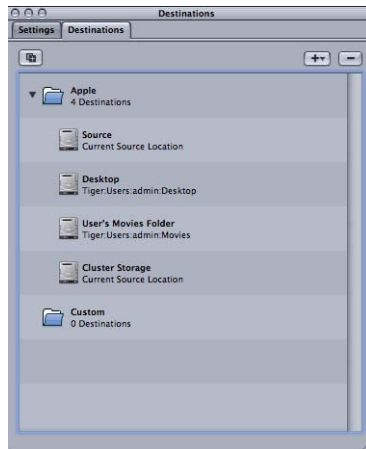 Destinations
Settings Destinations
Apple
4 Destinations
Source
Current Source Location
Desktop
Tiger:Users:admin:Desktop
User's Movies Folder
Tiger:Users:admin:Movies
Cluster Storage
Current Source Location
Custom
0 Destinations